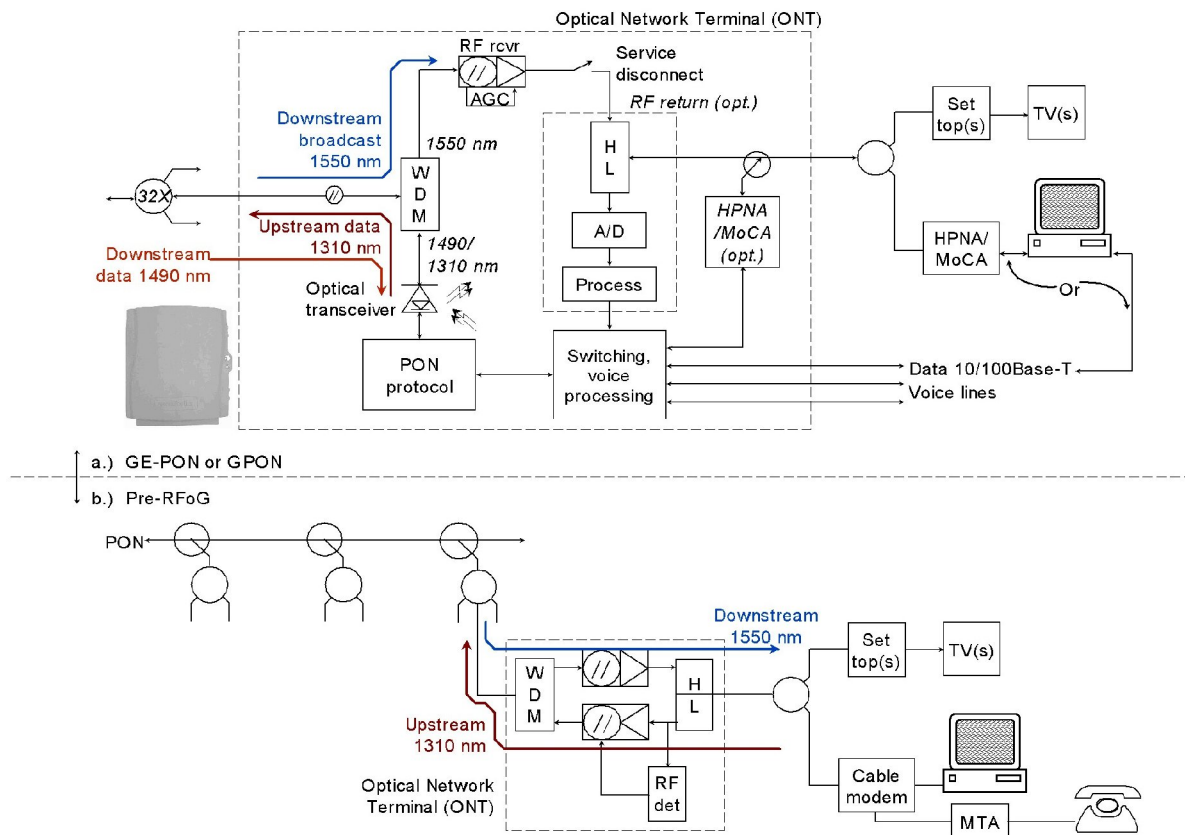 Optical Network Terminal (ONT)
RF rcvr
AGC
Service
disconnect
RF return (opt.)
Downstream
broadcast
1550 nm
1550 nm
32X
W
D
M
H
L
Set
top(s)
TV(s)
Upstream data
1310 nm
Downstream
data 1490 nm
1490/
1310 nm
A/D
HPNA
/MoCA
(opt.)
HPNA/
MoCA
Or
Optical
transceiver
Process
PON
protocol
Switching,
voice
processing
Data 10/100Base-T
Voice lines
a.) GE-PON or GPON
b.) Pre-RFoG
PON
Downstream
1550 nm
Set
top(s)
TV(s)
W
D
M
H
L
Upstream
1310 nm
Optical Network
Terminal (ONT)
RF
det
Cable
modem
MTA